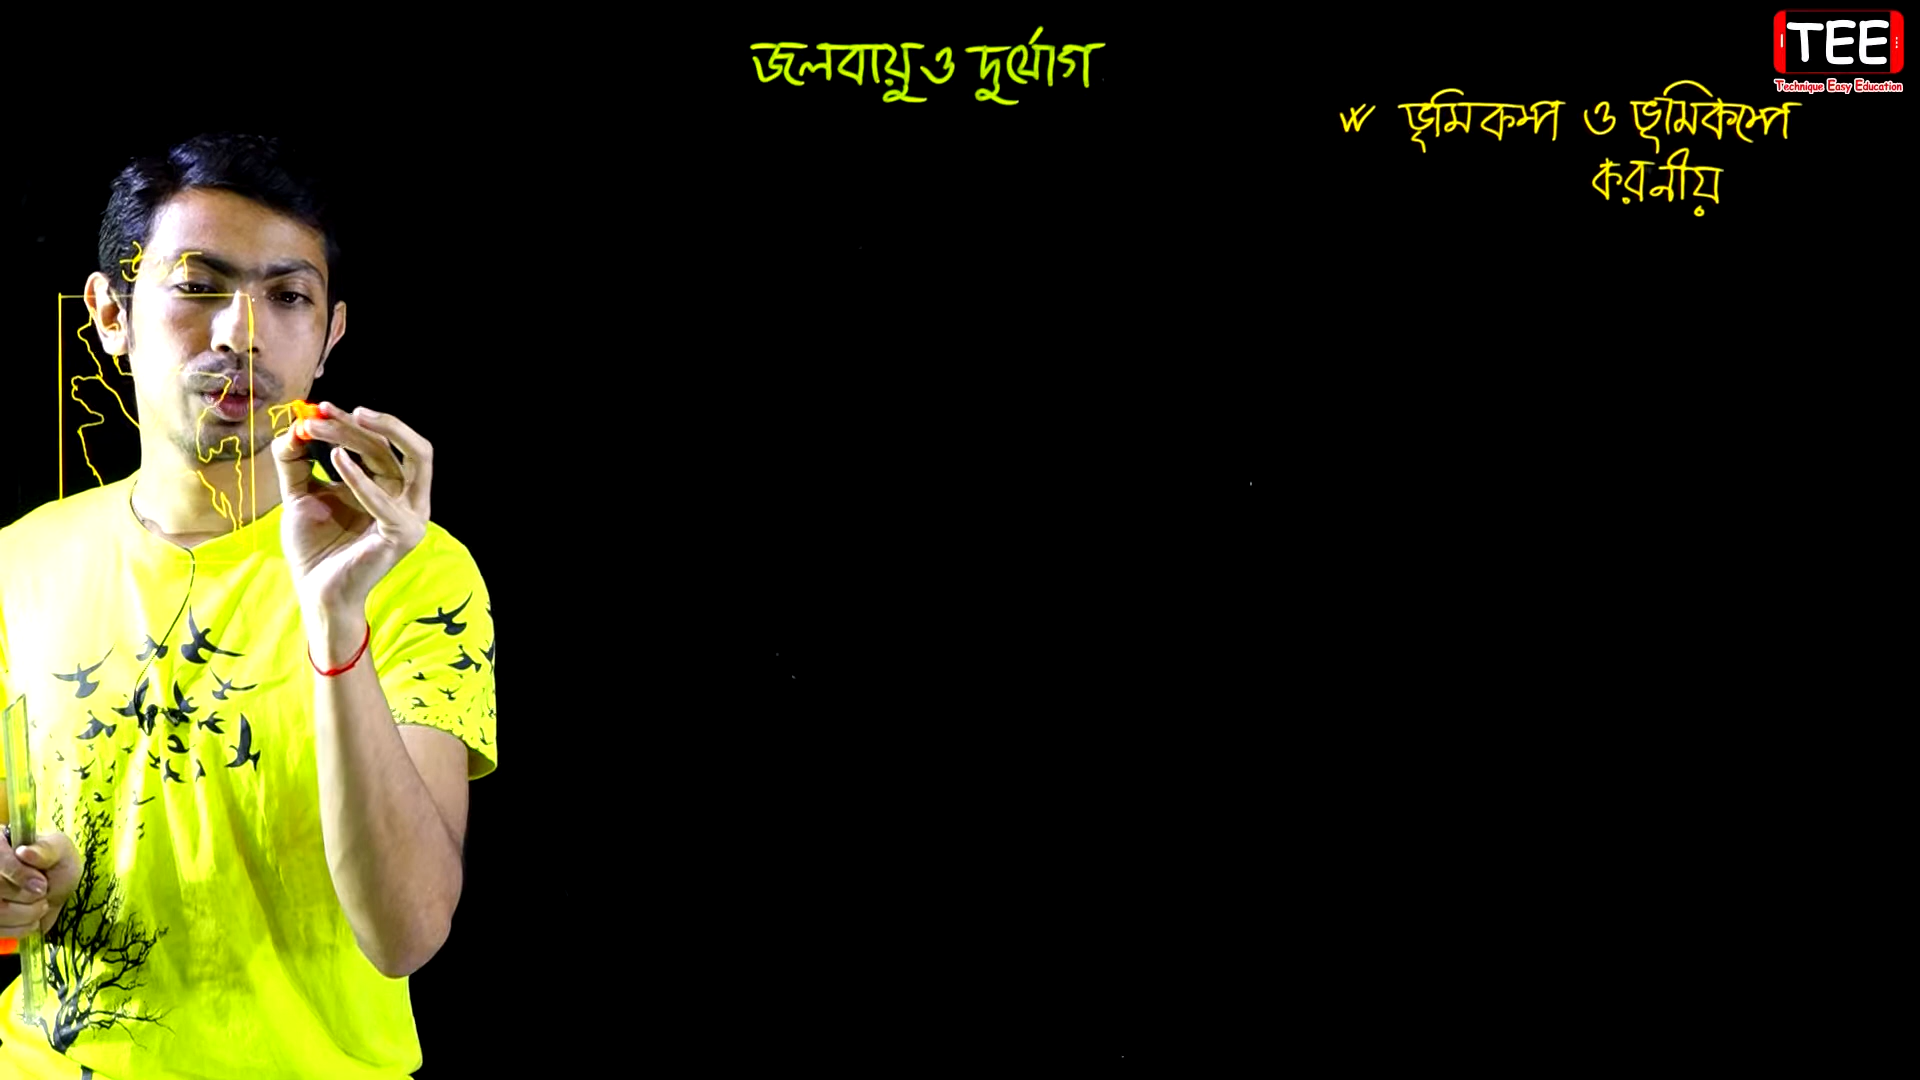 জলবায়ু ও দুর্যোগ
TEE
Technique Easy Education
ভূমিকম্প ও ভূমিকম্পে
করনীয়